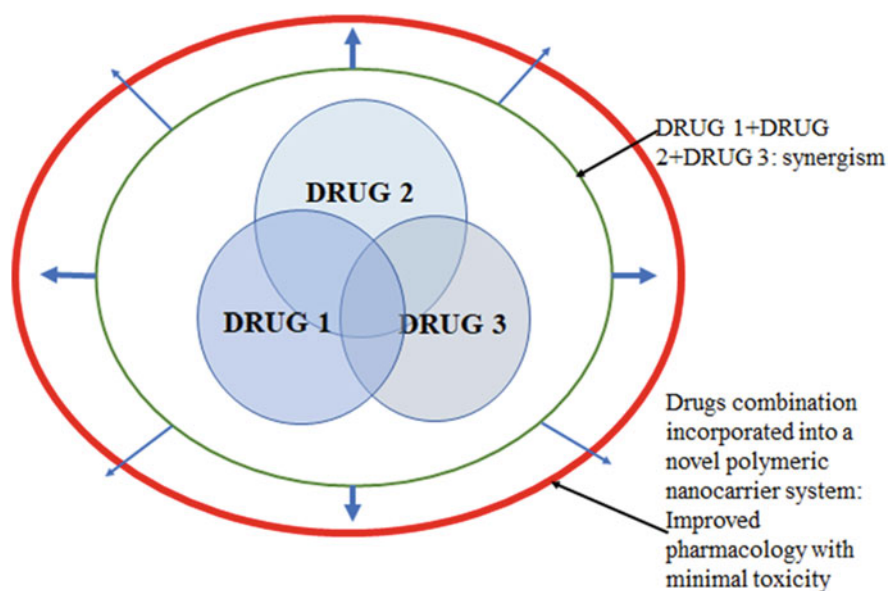 DRUG 2
DRUG 1
DRUG 3
DRUG 1+DRUG
2+DRUG 3: synergism
Drugs combination
incorporated into a
novel polymeric
nanocarrier system:
Improved
pharmacology with
minimal toxicity